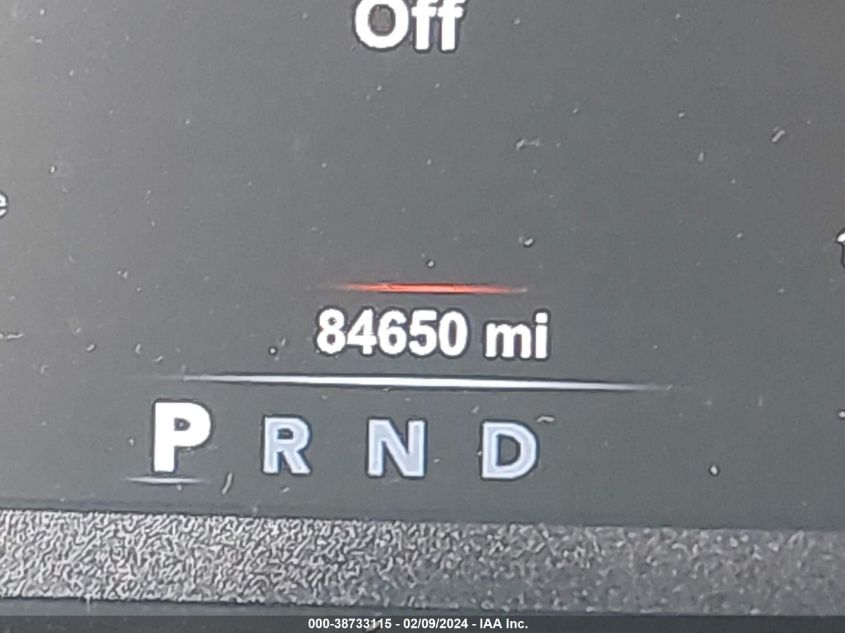 Off
84650 mi
P R N D
000-38733115 - 02/09/2024 - IAA Inc.